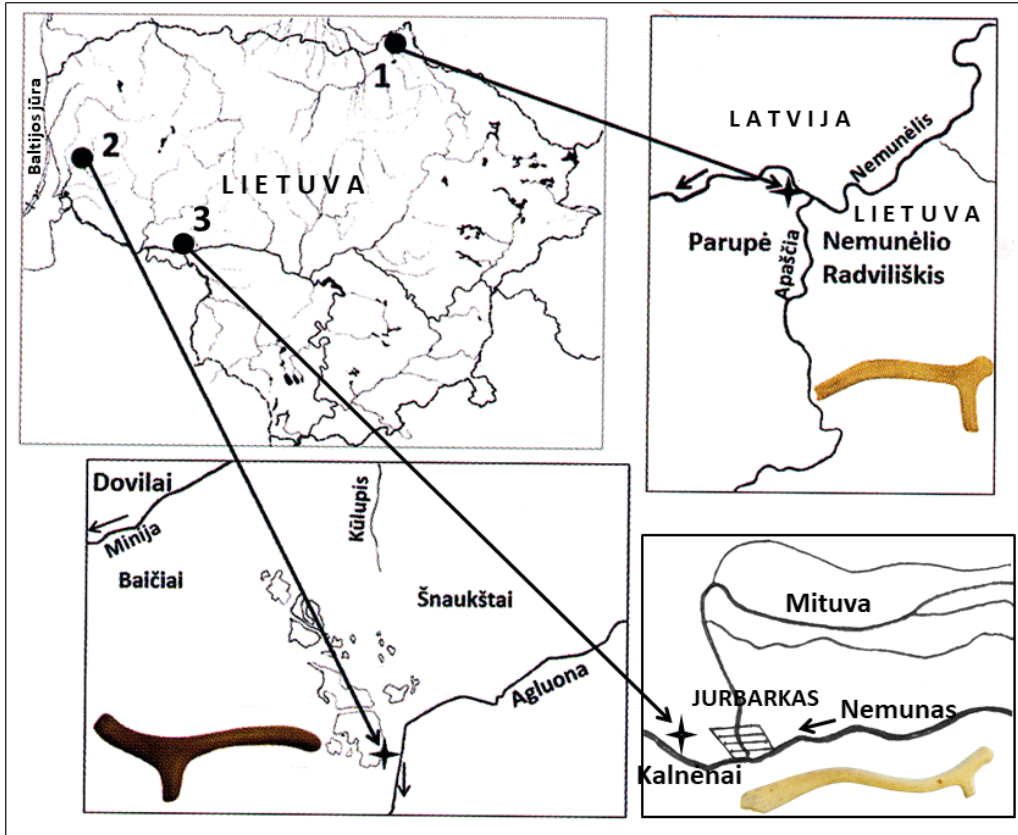 Baltijos jūra
1
2
LIETUVA
3
LATVIJA
Nemunėlis
LIETUVA
Parupė
Apaščia
Nemunėlio
Radviliškis
Dovilai
Minija
Baičiai
Kūlupis
Šnaukštai
Agluona
Mituva
JURBARKAS
Nemunas
Kalnėnai